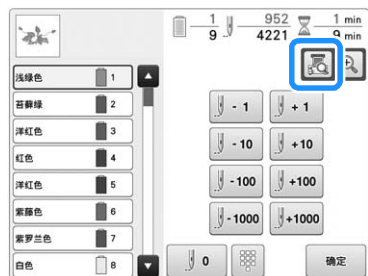 1
9
952
4221
1 min
9 min
浅绿色 1
苔藓绿 2
洋红色 3
红色 4
洋红色 5
紫藤色 6
紫罗兰色 7
白色 8
- 1
+ 1
- 10
+ 10
- 100
+100
- 1000
+1000
0
确定